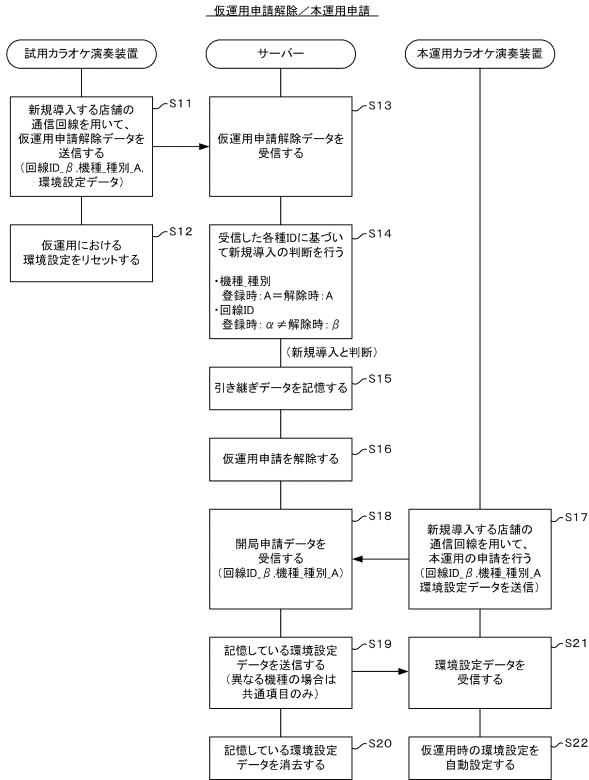 仮運用申請解除／本運用申請
試用カラオケ演奏装置
サーバー
本運用カラオケ演奏装置
S11
新規導入する店舗の
通信回線を用いて、
仮運用申請解除データを
送信する
（回線ID_β,機種_種別_A,
環境設定データ）
S13
仮運用申請解除データを
受信する
S12
仮運用における
環境設定をリセットする
S14
受信した各種IDに基づい
て新規導入の判断を行う
・機種_種別
登録時：A＝解除時：A
・回線ID
登録時：α≠解除時：β
（新規導入と判断）
S15
引き継ぎデータを記憶する
S16
仮運用申請を解除する
S18
開局申請データを
受信する
（回線ID_β,機種_種別_A）
S17
新規導入する店舗の
通信回線を用いて、
本運用の申請を行う
（回線ID_β,機種_種別_A
環境設定データを送信）
S19
記憶している環境設定
データを送信する
（異なる機種の場合は
共通項目のみ）
S21
環境設定データを
受信する
S20
記憶している環境設定
データを消去する
S22
仮運用時の環境設定を
自動設定する